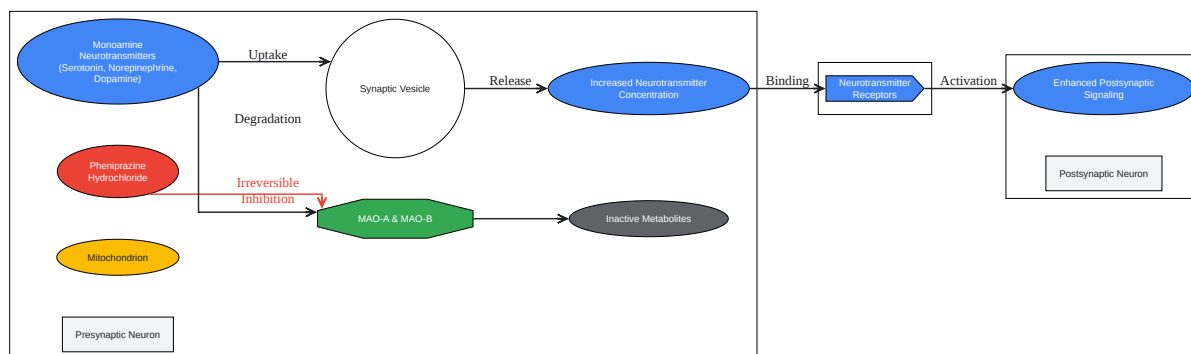 Monoamine
Neurotransmitters
(Serotonin, Norepinephrine,
Dopamine)
Uptake
Synaptic Vesicle
Release
Increased Neurotransmitter
Concentration
Binding
Neurotransmitter
Receptors
Activation
Enhanced Postsynaptic
Signaling
Degradation
Pheniprazine
Hydrochloride
Irreversible
Inhibition
MAO-A & MAO-B
Inactive Metabolites
Postsynaptic Neuron
Mitochondrion
Presynaptic Neuron